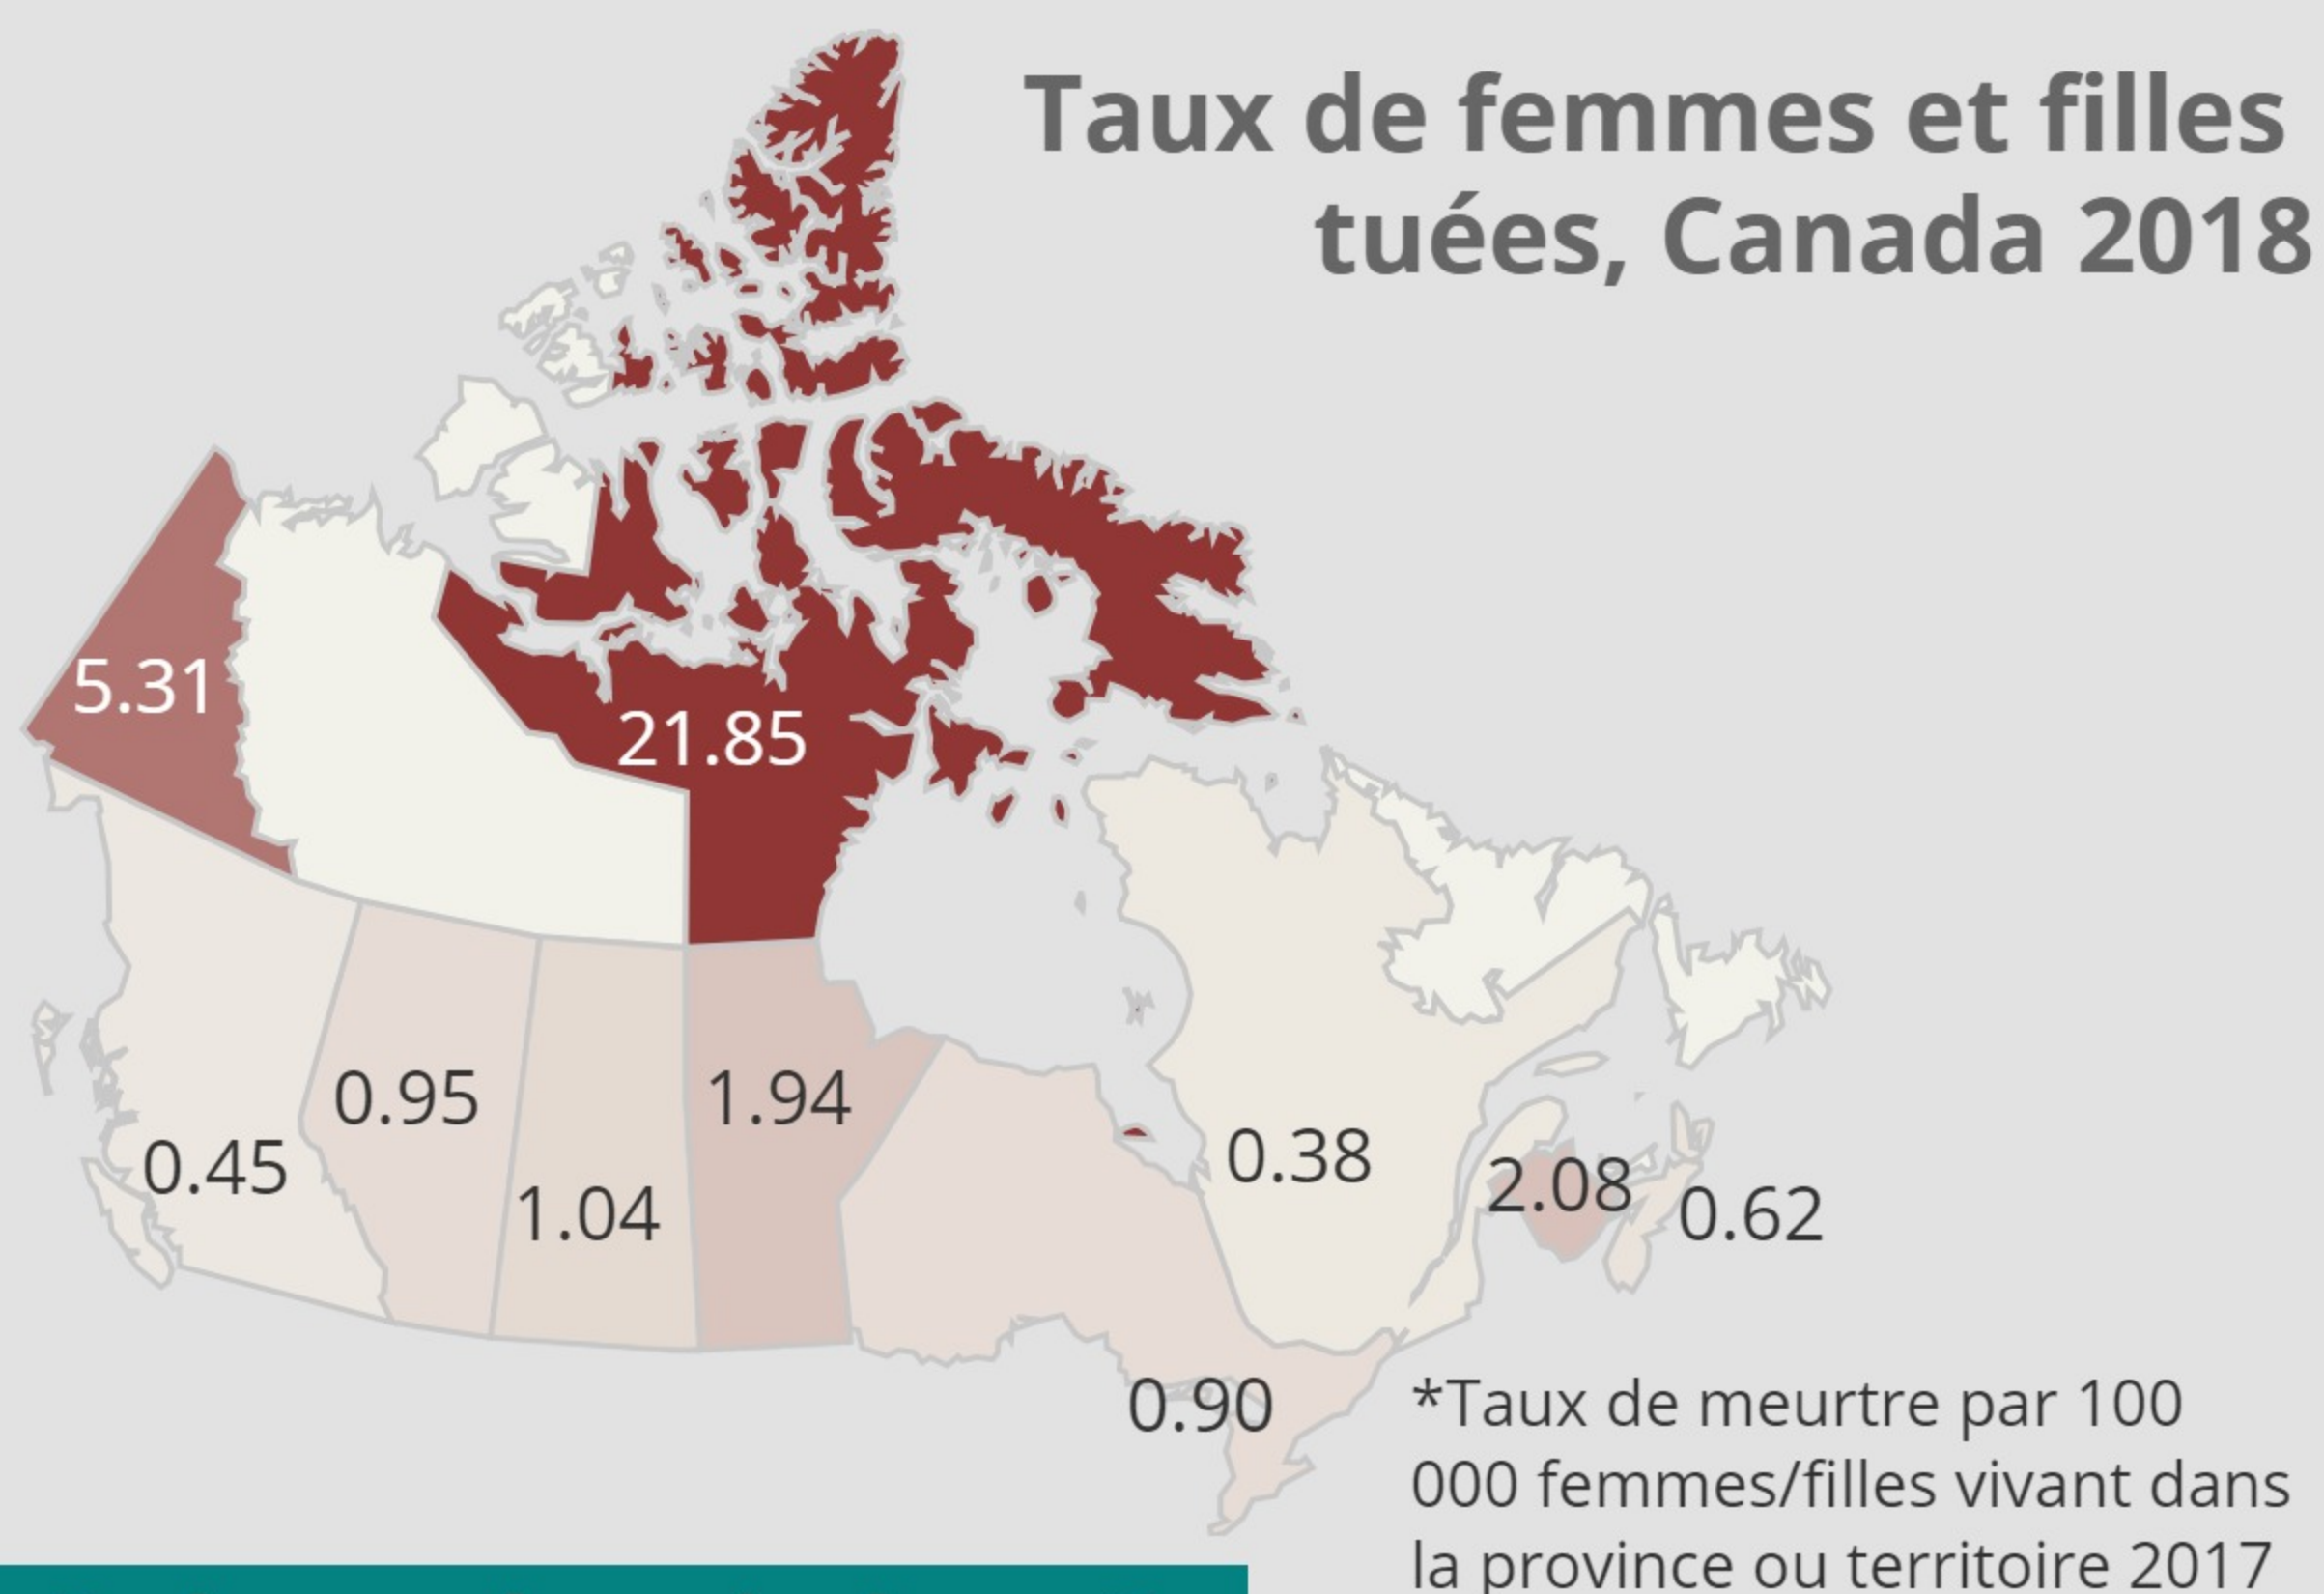 Taux de femmes et filles
tuées, Canada 2018
5.31
21.85
0.95
1.94
0.45
1.04
0.38
2.08
0.62
0.90
*Taux de meurtre par 100
000 femmes/filles vivant dans
la province ou territoire 2017